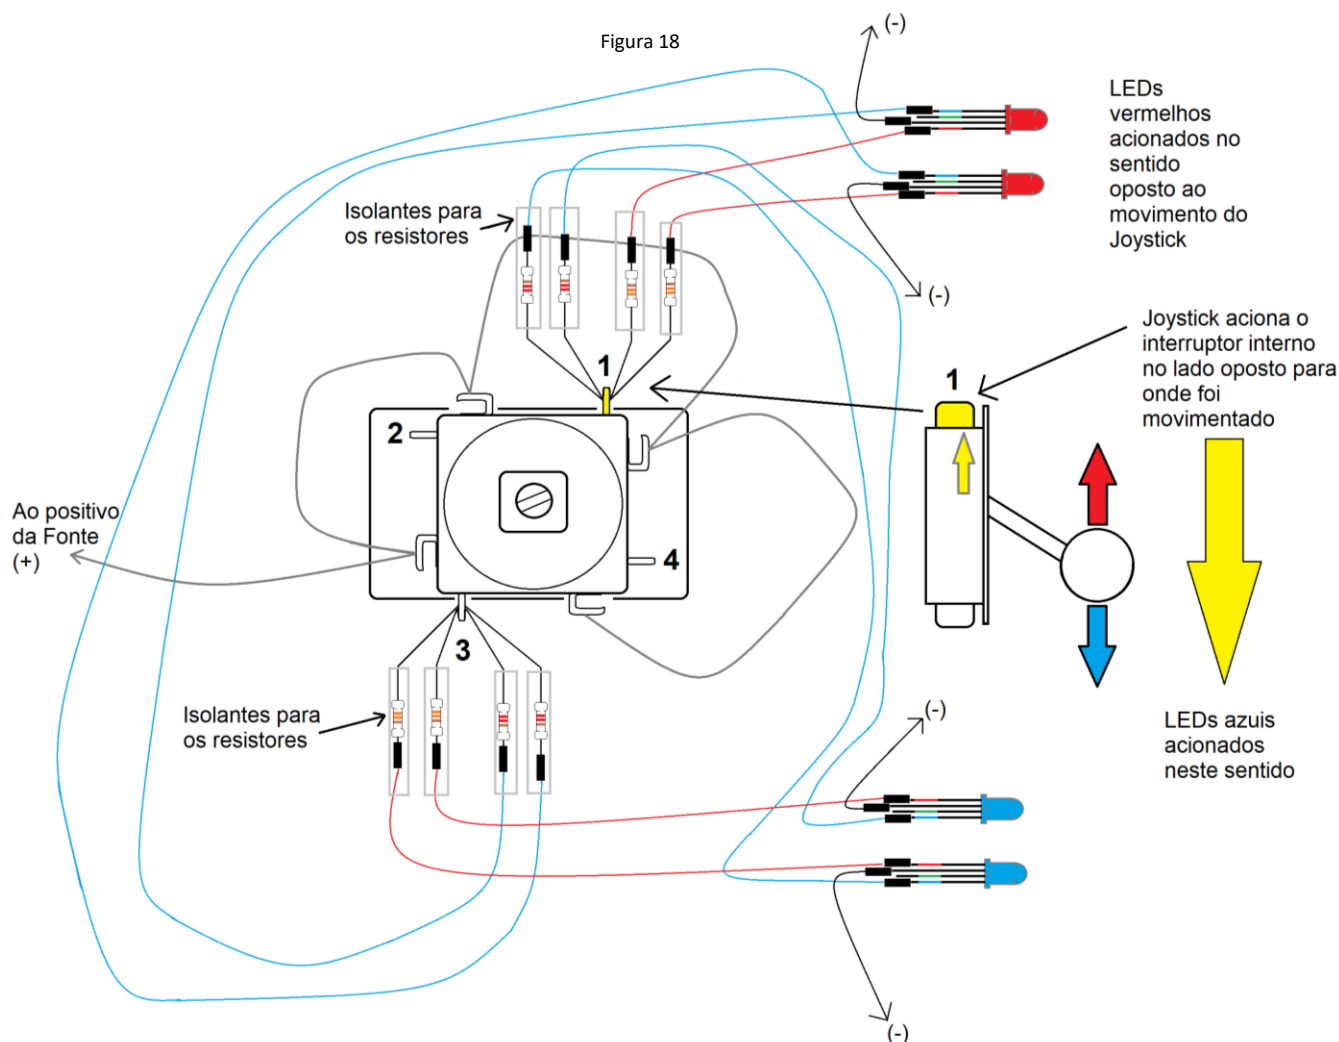 Figura 18
(-)
LEDs
vermelhos
acionados no
sentido
oposto ao
movimento do
Joystick
(-)
Isolantes para
os resistores
1
2
4
3
Ao positivo
da Fonte
(+)
Joystick aciona o
interruptor interno
no lado oposto para
onde foi
movimentado
1
Isolantes para
os resistores
(-)
LEDs azuis
acionados
neste sentido
(-)